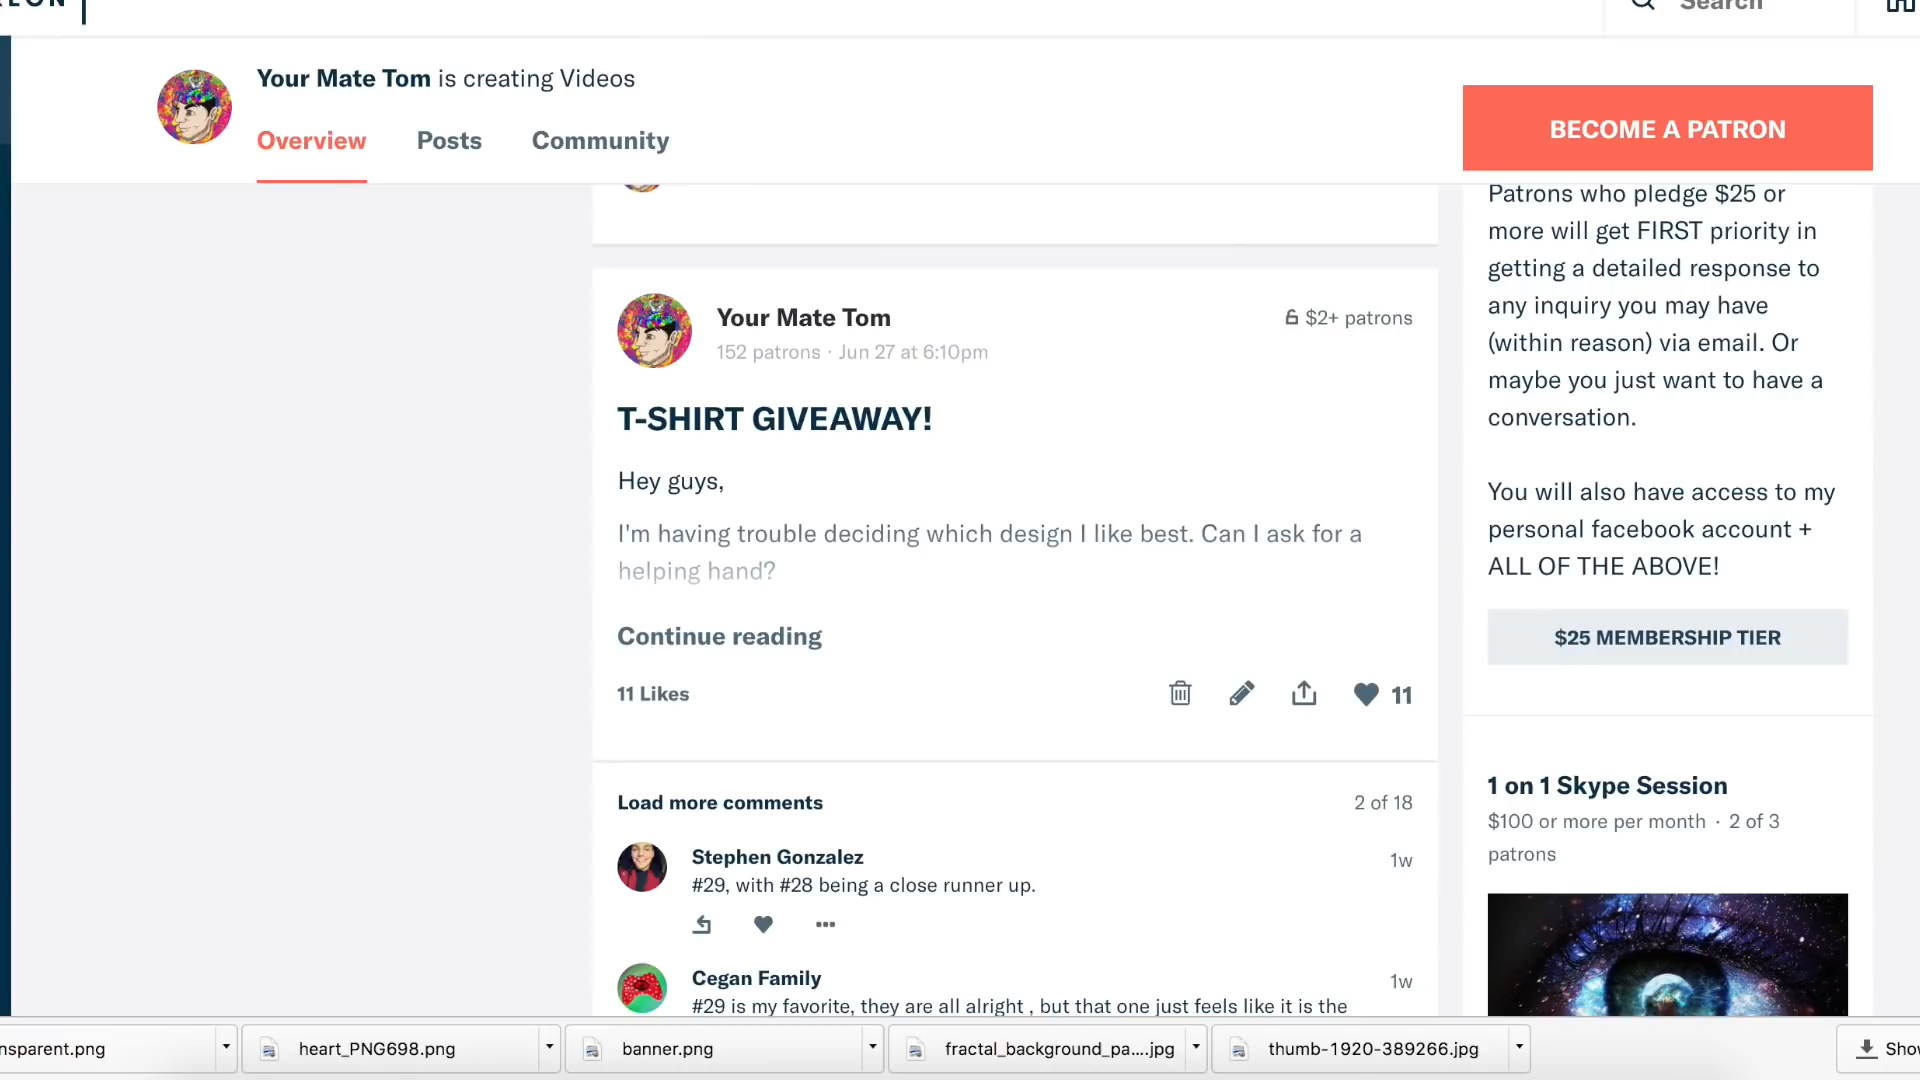 Search
Your Mate Tom is creating Videos
Overview
Posts
Community
BECOME A PATRON
Your Mate Tom
152 patrons · Jun 27 at 6:10pm
$2+ patrons
T-SHIRT GIVEAWAY!
Hey guys,
I'm having trouble deciding which design I like best. Can I ask for a
helping hand?
Continue reading
11 Likes
11
Load more comments
2 of 18
Stephen Gonzalez
1w
#29, with #28 being a close runner up.
Cegan Family
1w
#29 is my favorite, they are all alright , but that one just feels like it is the
Patrons who pledge $25 or
more will get FIRST priority in
getting a detailed response to
any inquiry you may have
(within reason) via email. Or
maybe you just want to have a
conversation.
You will also have access to my
personal facebook account +
ALL OF THE ABOVE!
$25 MEMBERSHIP TIER
1 on 1 Skype Session
$100 or more per month · 2 of 3
patrons
nsparent.png
heart_PNG698.png
banner.png
fractal_background_pa....jpg
thumb-1920-389266.jpg
Show